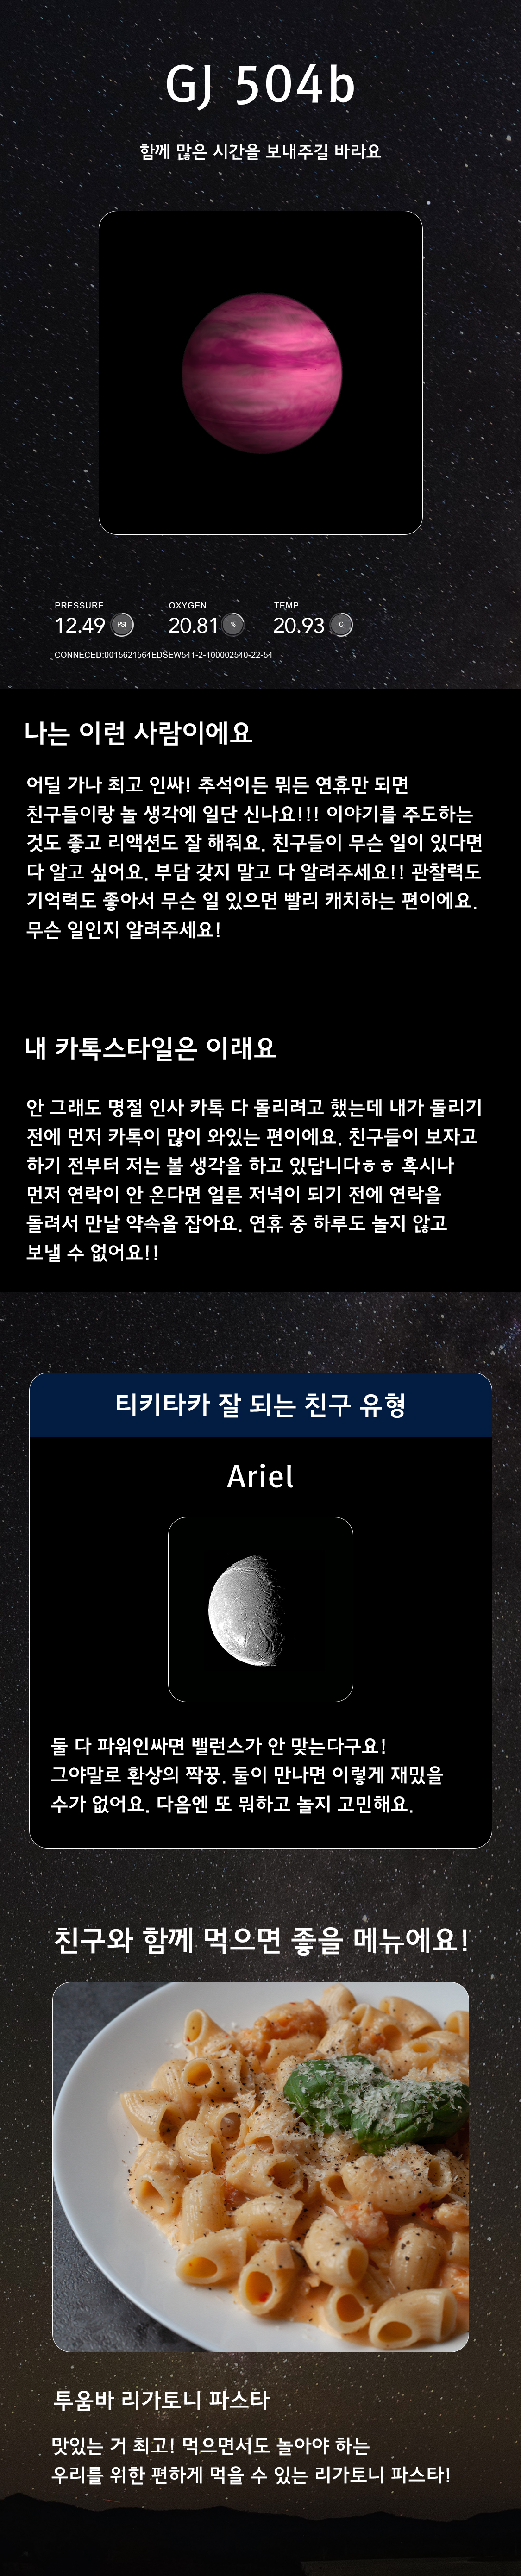 GJ 504b
함께 많은 시간을 보내주길 바라요
PRESSURE OXYGEN TEMP
12.49 PSI 20.81 % 20.93 C
CONNECED:0015621564EDSEW541-2-100002540-22-54
나는 이런 사람이에요
어딜 가나 최고 인싸! 추석이든 뭐든 연휴만 되면
친구들이랑 놀 생각에 일단 신나요!!! 이야기를 주도하는
것도 좋고 리액션도 잘 해줘요. 친구들이 무슨 일이 있다면
다 알고 싶어요. 부담 갖지 말고 다 알려주세요!! 관찰력도
기억력도 좋아서 무슨 일 있으면 빨리 캐치하는 편이에요.
무슨 일인지 알려주세요!
내 카톡스타일은 이래요
안 그래도 명절 인사 카톡 다 돌리려고 했는데 내가 돌리기
전에 먼저 카톡이 많이 와있는 편이에요. 친구들이 보자고
하기 전부터 저는 볼 생각을 하고 있답니다ㅎㅎ 혹시나
먼저 연락이 안 온다면 얼른 저녁이 되기 전에 연락을
돌려서 만날 약속을 잡아요. 연휴 중 하루도 놀지 않고
보낼 수 없어요!!
티키타카 잘 되는 친구 유형
Ariel
둘 다 파워인싸면 밸런스가 안 맞는다구요!
그야말로 환상의 짝꿍. 둘이 만나면 이렇게 재밌을
수가 없어요. 다음엔 또 뭐하고 놀지 고민해요.
친구와 함께 먹으면 좋을 메뉴에요!
투움바 리가토니 파스타
맛있는 거 최고! 먹으면서도 놀아야 하는
우리를 위한 편하게 먹을 수 있는 리가토니 파스타!